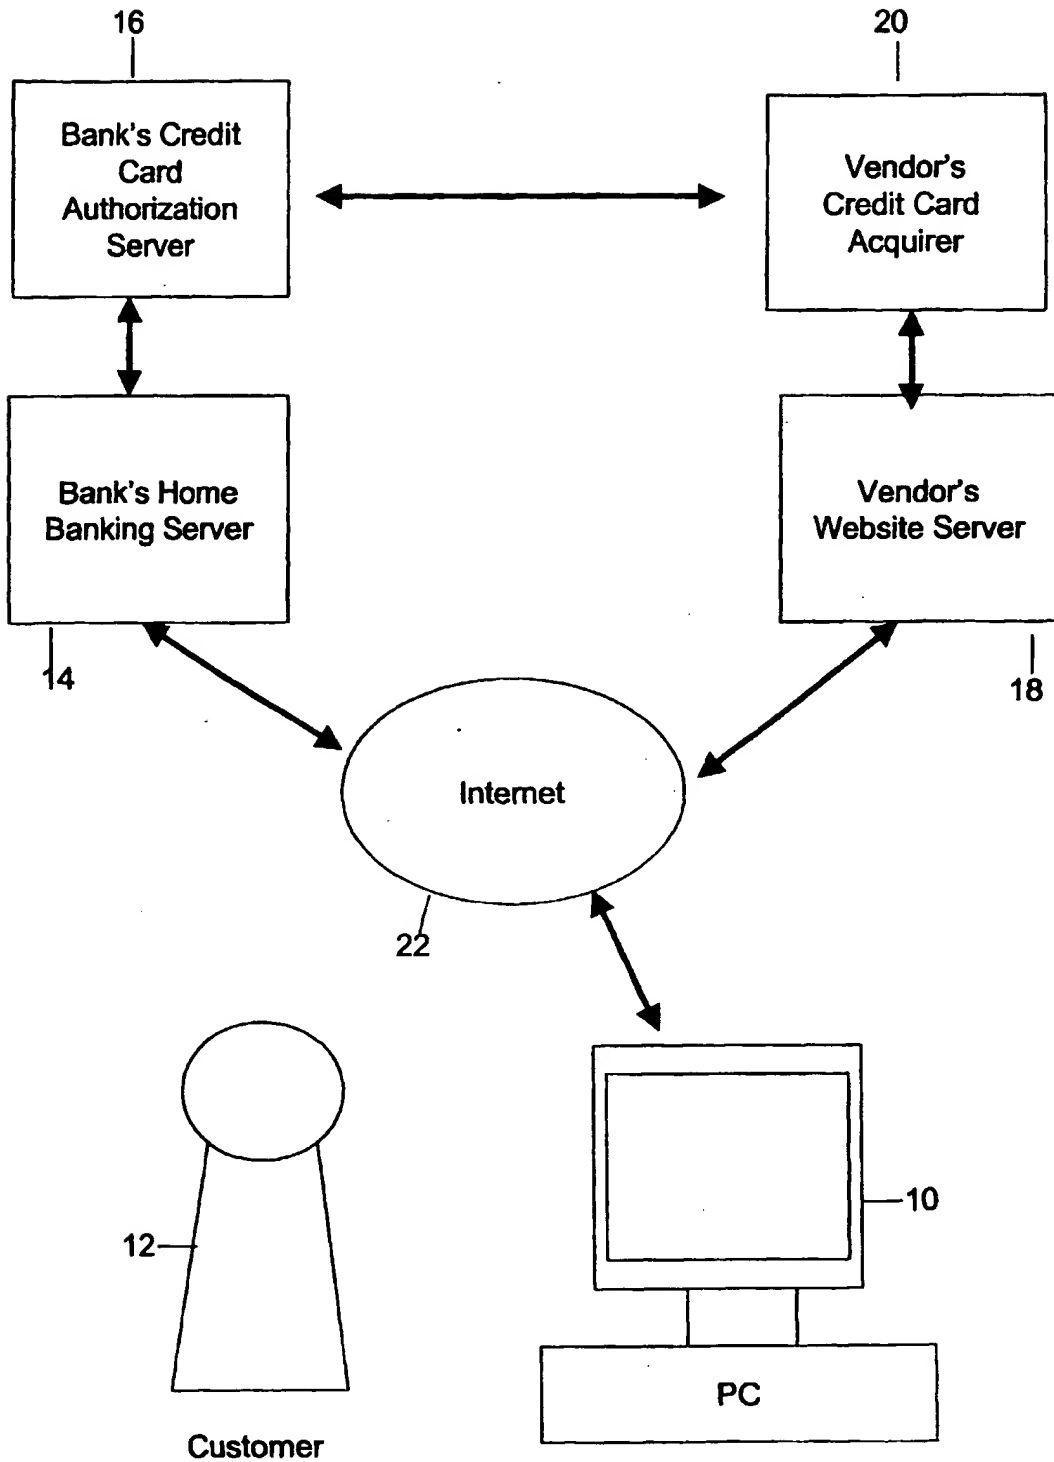 16
20
Bank's Credit
Card
Authorization
Server
Vendor's
Credit Card
Acquirer
Bank's Home
Banking Server
Vendor's
Website Server
14
18
Internet
22
12
10
PC
Customer